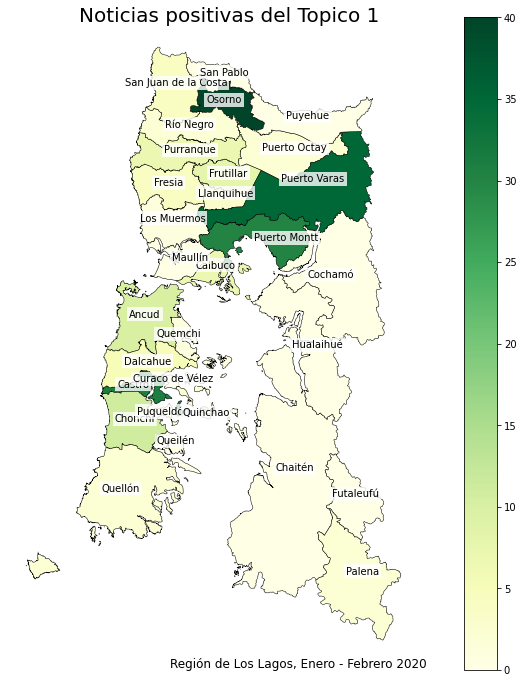 Noticias positivas del Topico 1
San Pablo
San Juan de la Costa
Osorno
Puyehue
Río Negro
Purranque
Puerto Octay
Frutillar
Fresia
Puerto Varas
Llanquihue
Los Muermos
Puerto Montt
Maullín
Calbuco
Cochamó
Ancud
Quemchi
Hualaihué
Dalcahue
Curaco de Vélez
Castro
Puqueldón
Quinchao
Chonchi
Queilén
Chaitén
Quellón
Futaleufú
Palena
Región de Los Lagos, Enero - Febrero 2020
40
35
30
25
20
15
10
5
0